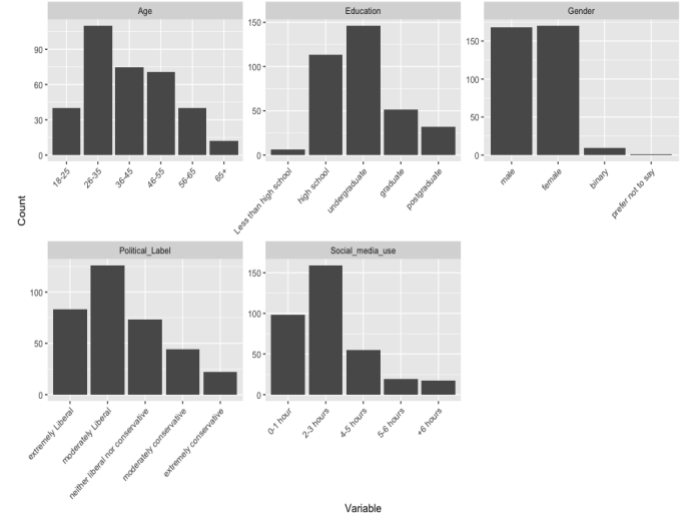 Age
90
60
30
0
18-25
26-35
36-45
46-55
56-65
65+
Education
150
100
50
0
Less than high school
high school
undergraduate
graduate
postgraduate
Gender
150
100
50
0
male
female
binary
prefer not to say
Count
Political_Label
100
50
0
extremely Liberal
moderately Liberal
neither liberal nor conservative
moderately conservative
extremely conservative
Social_media_use
150
100
50
0
0-1 hour
2-3 hours
4-5 hours
5-6 hours
+6 hours
Variable